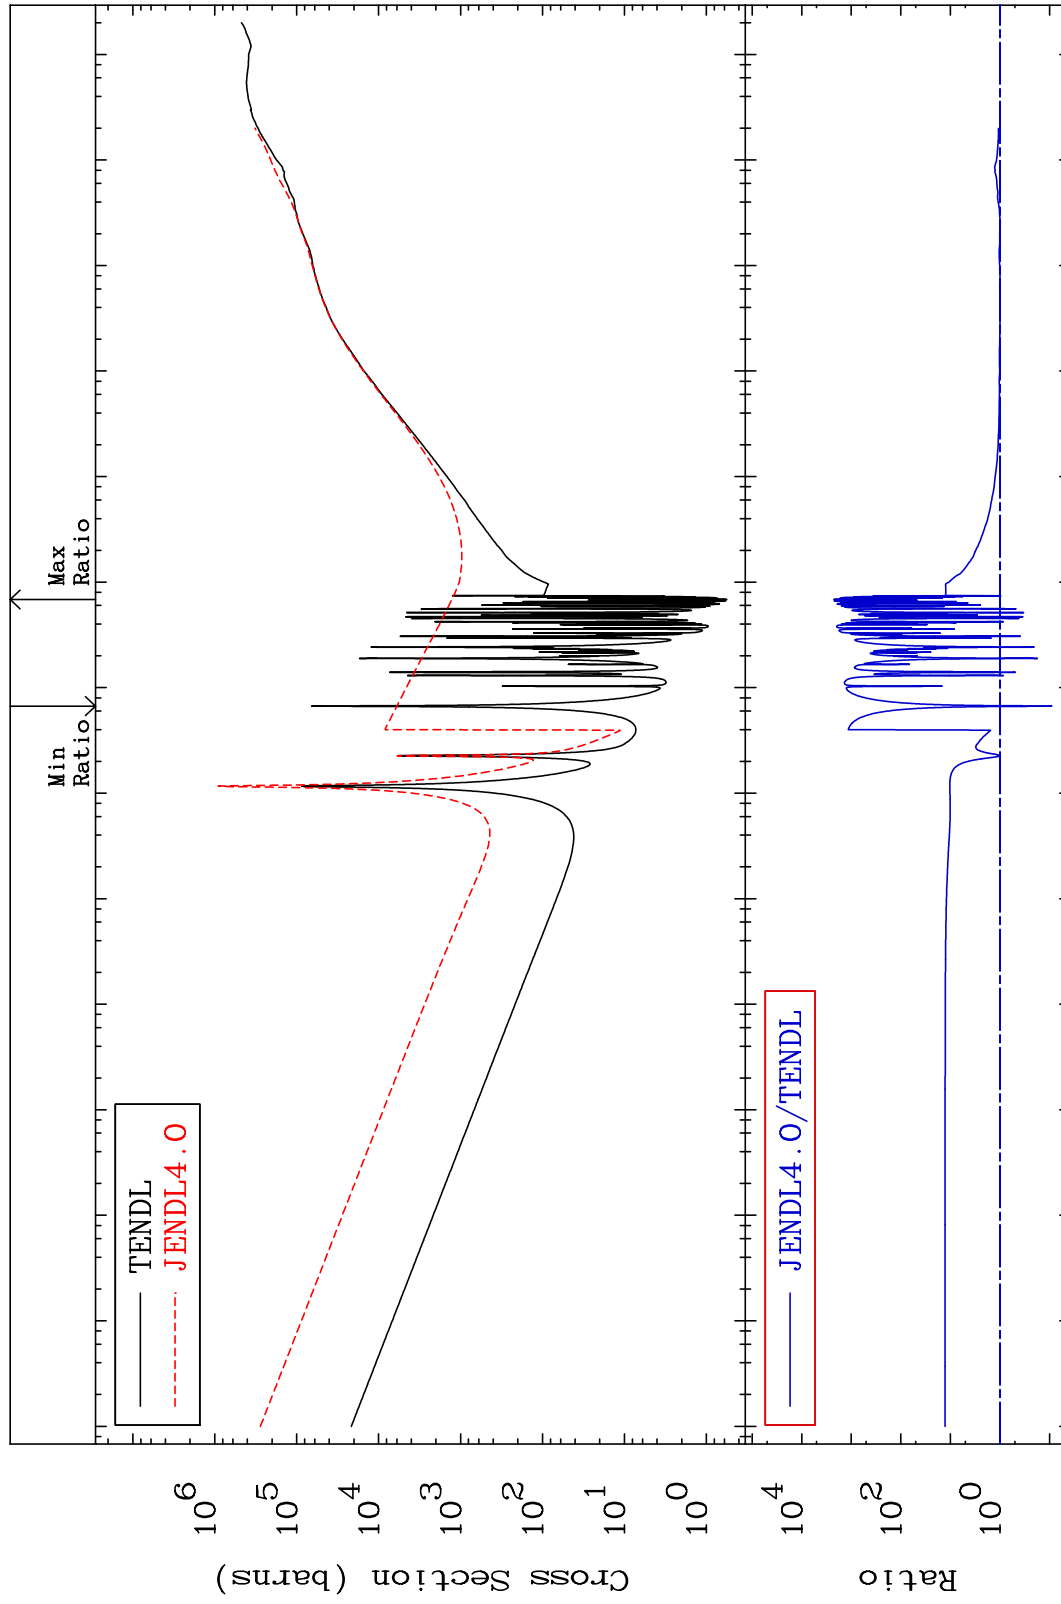 Min
Ratio
Max
Ratio
TENDL
JENDL4.0
10^6
10^5
10^4
10^3
10^2
10^1
10^0
Cross Section (barns)
JENDL4.0/TENDL
10^4
10^2
10^0
Ratio